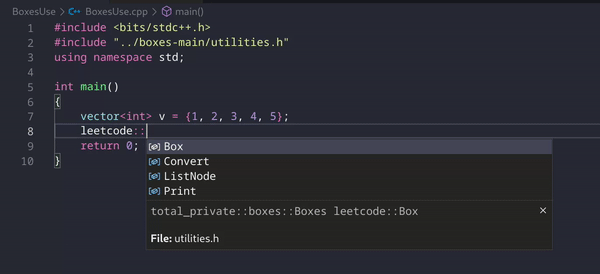 BoxesUse > BoxesUse.cpp > main()
1 #include <bits/stdc++.h>
2 #include "../boxes-main/utilities.h"
3 using namespace std;
4
5 int main()
6 {
7 vector<int> v = {1, 2, 3, 4, 5};
8 leetcode::
9 return 0;
10 }
Box
Convert
ListNode
Print
total_private::boxes::Boxes leetcode::Box
File: utilities.h